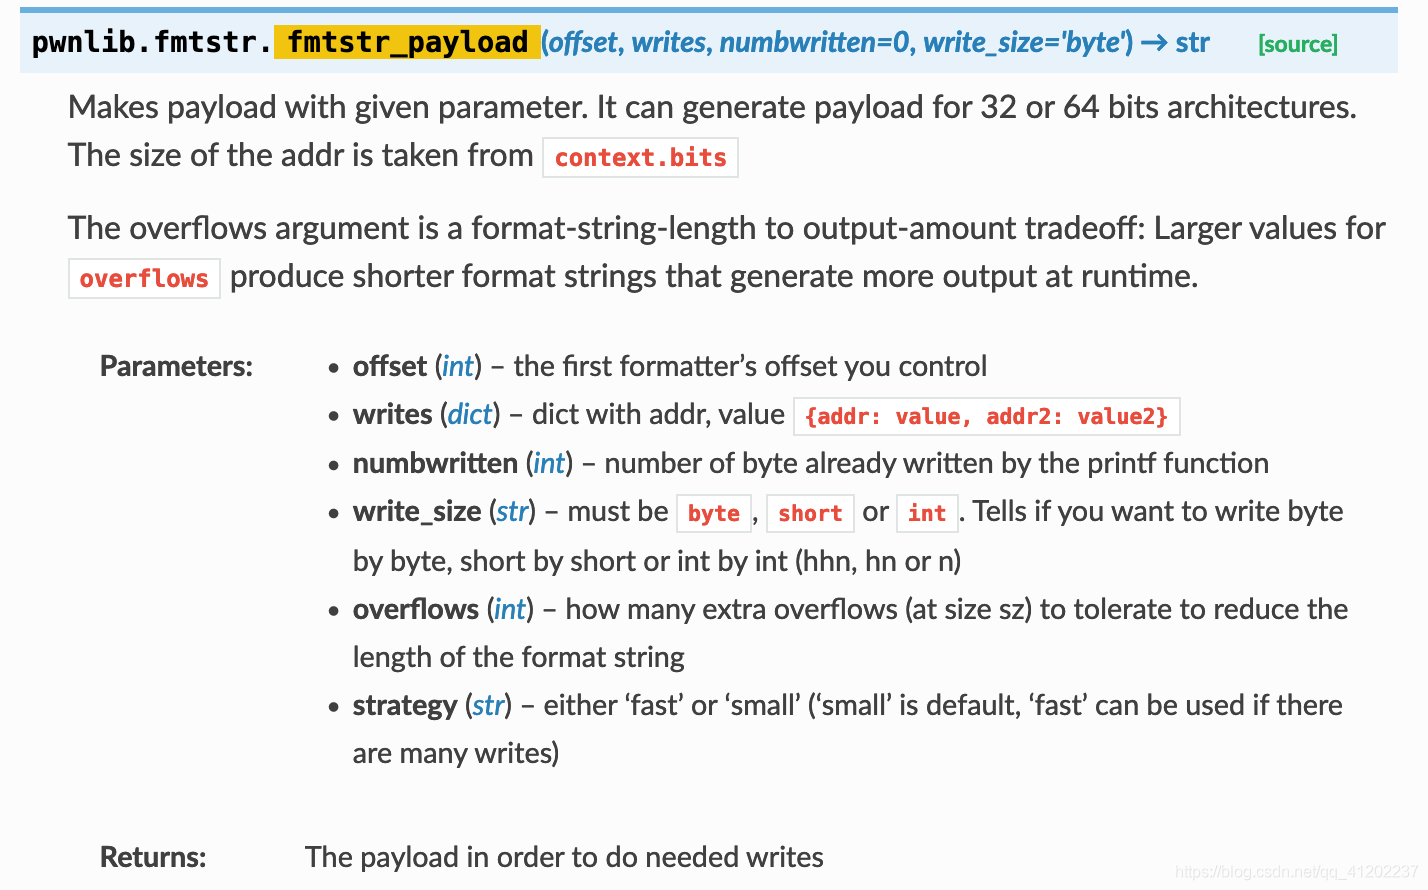 pwnlib.fmtstr.fmtstr_payload(offset, writes, numbwritten=0, write_size='byte') → str [source]
Makes payload with given parameter. It can generate payload for 32 or 64 bits architectures.
The size of the addr is taken from context.bits
The overflows argument is a format-string-length to output-amount tradeoff: Larger values for
overflows produce shorter format strings that generate more output at runtime.
Parameters:
• offset (int) – the first formatter’s offset you control
• writes (dict) – dict with addr, value {addr: value, addr2: value2}
• numbwritten (int) – number of byte already written by the printf function
• write_size (str) – must be byte, short or int. Tells if you want to write byte
by byte, short by short or int by int (hhn, hn or n)
• overflows (int) – how many extra overflows (at size sz) to tolerate to reduce the
length of the format string
• strategy (str) – either ‘fast’ or ‘small’ (‘small’ is default, ‘fast’ can be used if there
are many writes)
Returns: The payload in order to do needed writes
https://blog.csdn.net/qq_41202237